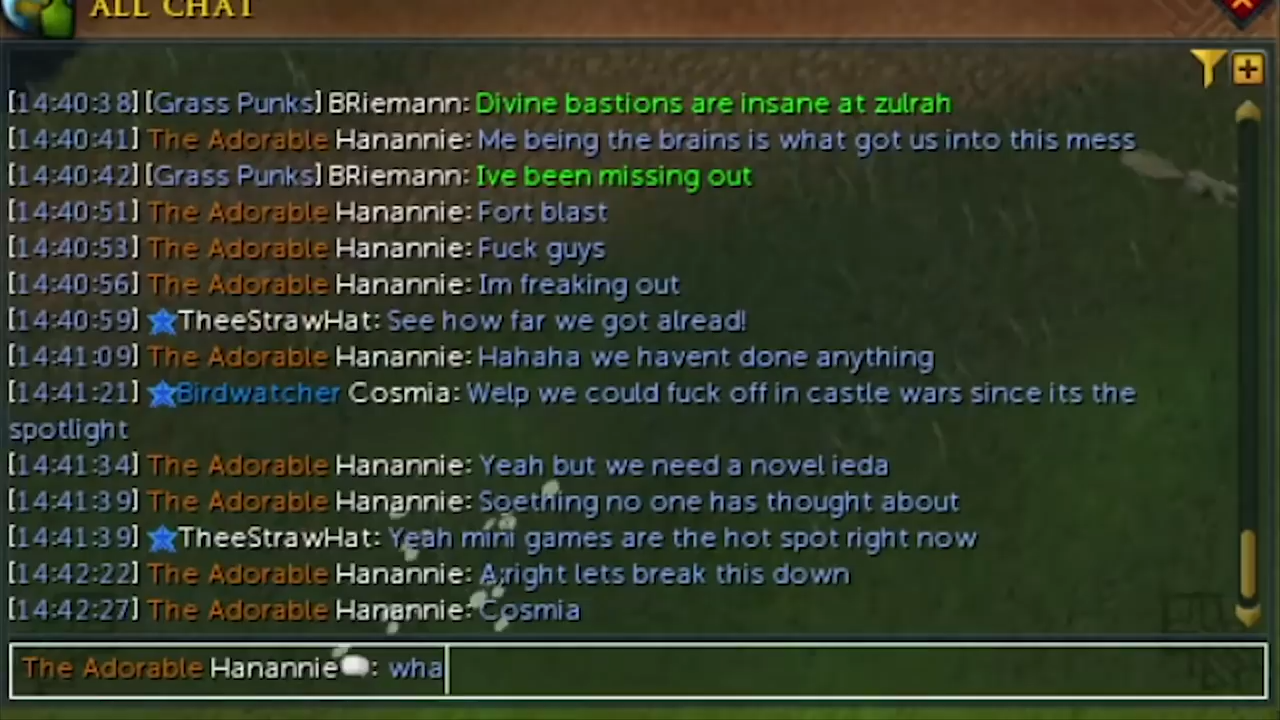 ALL CHAT
[14:40:38] [Grass Punks] BRiemann: Divine bastions are insane at zulrah
[14:40:41] The Adorable Hanannie: Me being the brains is what got us into this mess
[14:40:42] [Grass Punks] BRiemann: Ive been missing out
[14:40:51] The Adorable Hanannie: Fort blast
[14:40:53] The Adorable Hanannie: Fuck guys
[14:40:56] The Adorable Hanannie: Im freaking out
[14:40:59] TheeStrawHat: See how far we got alread!
[14:41:09] The Adorable Hanannie: Hahaha we havent done anything
[14:41:21] Birdwatcher Cosmia: Welp we could fuck off in castle wars since its the
spotlight
[14:41:34] The Adorable Hanannie: Yeah but we need a novel ieda
[14:41:39] The Adorable Hanannie: Soething no one has thought about
[14:41:39] TheeStrawHat: Yeah mini games are the hot spot right now
[14:42:22] The Adorable Hanannie: A;right lets break this down
[14:42:27] The Adorable Hanannie: Cosmia
The Adorable Hanannie: wha